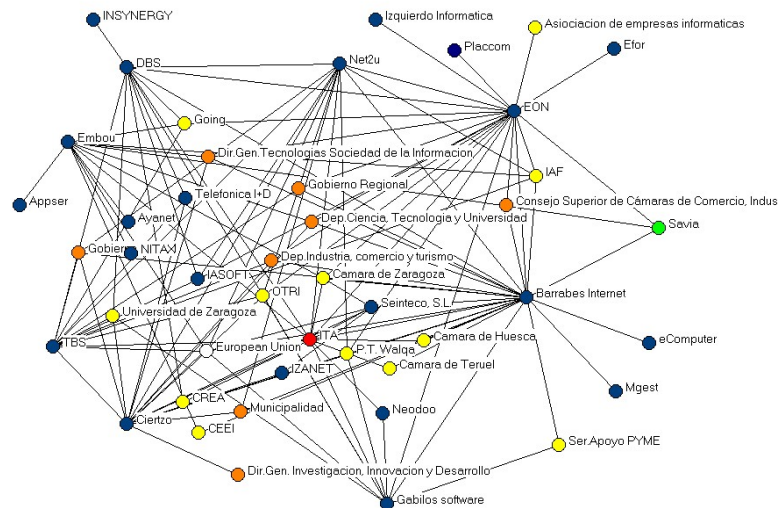 INSYNERGY
Izquierdo Informatica
Asiociacion de empresas informaticas
Placcom
Efor
DBS
Net2u
EON
Going
Embou
Dir.Gen.Tecnologias Sociedad de la Informacion
IAF
Gobierno Regional
Telefonica I+D
Consejo Superior de Cámaras de Comercio, Indus
Appser
Ayanet
Dep.Ciencia, Tecnologia y Universidad
Savia
Gobierno
NITAX
Dep.Industria, comercio y turismo
IASOFT
Camara de Zaragoza
OTRI
Barrabes Internet
Universidad de Zaragoza
Seinteco, S.L
TBS
European Union
ITA
P.T. Walqa
Camara de Huesca
eComputer
IZANET
Camara de Teruel
Mgest
CREA
Municipalidad
Neodoo
Ciertzo
CEEI
Ser.Apoyo PYME
Dir.Gen. Investigacion, Innovacion y Desarrollo
Gabilos software